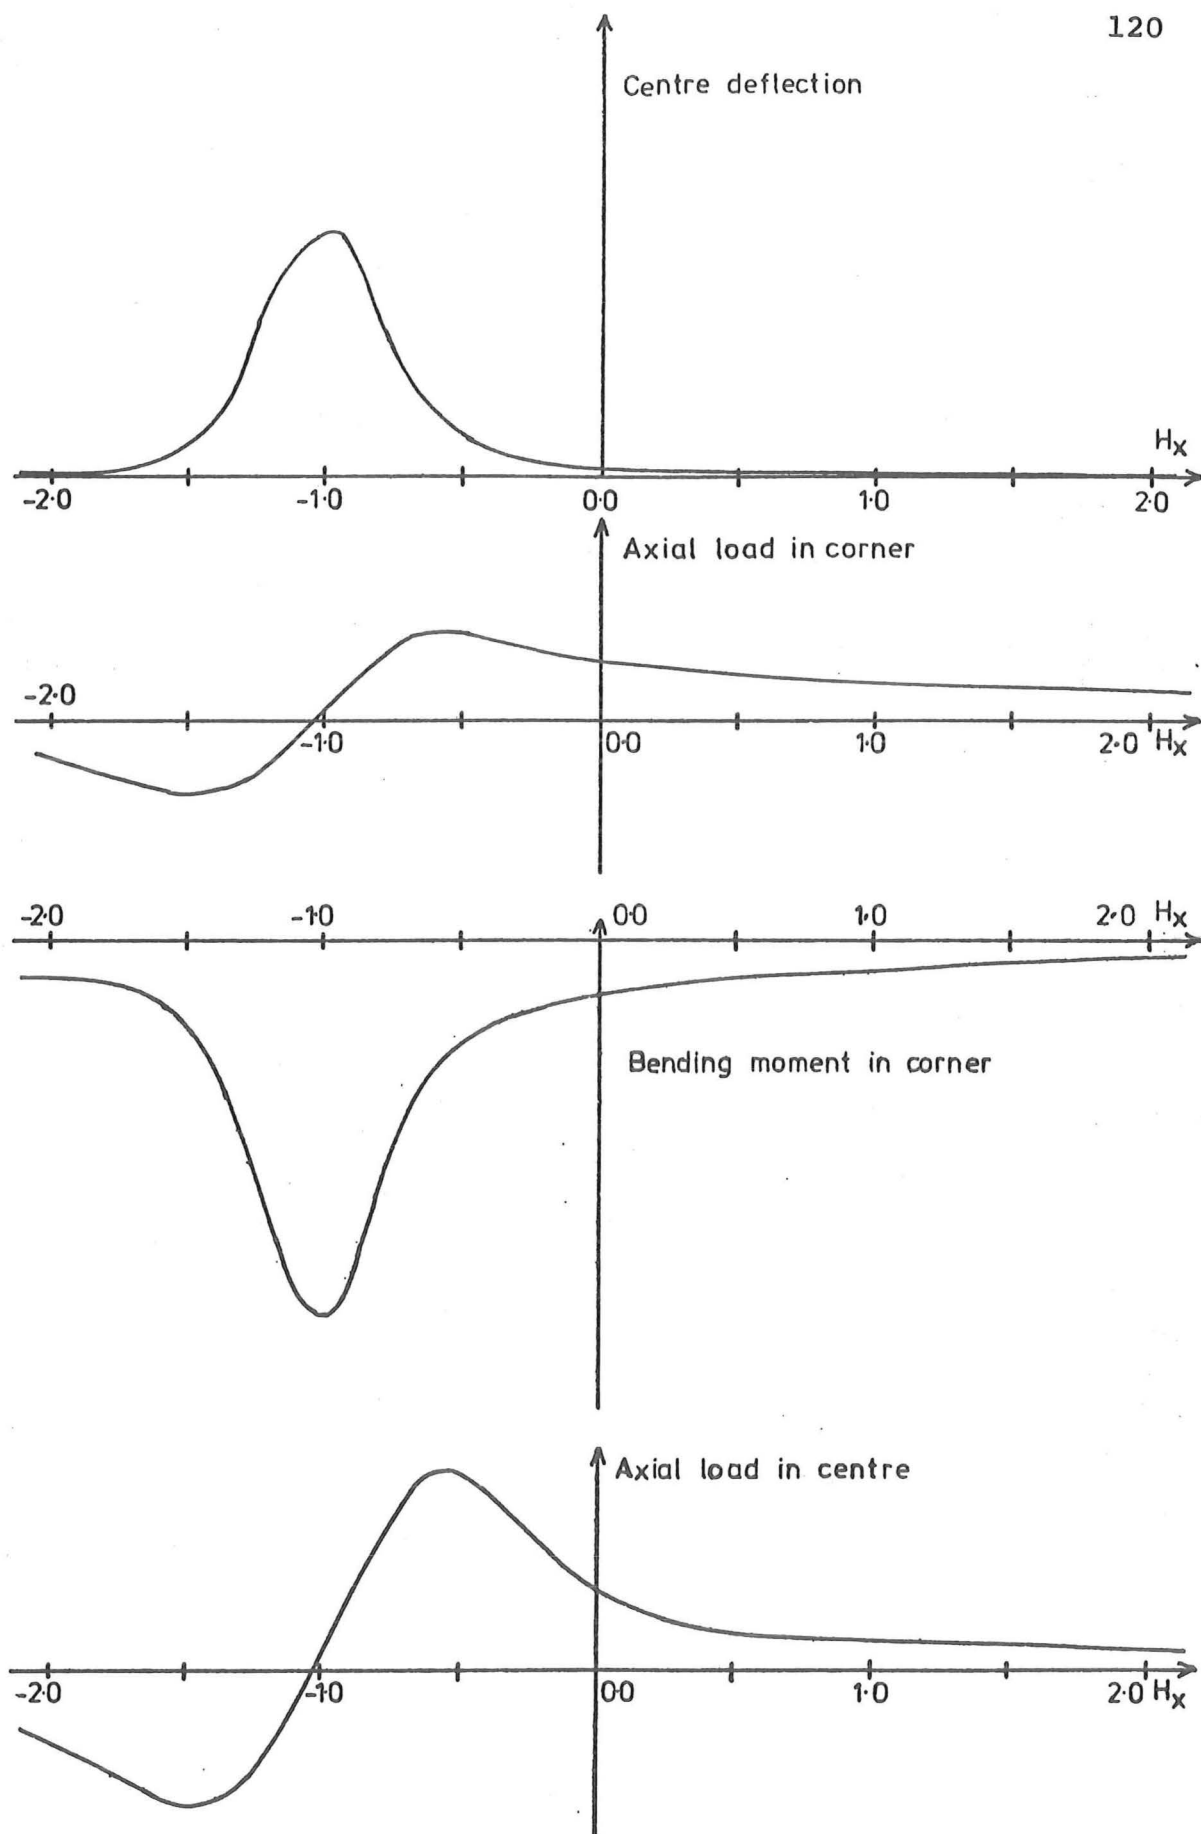 120
Centre deflection
Hx
-2·0 -1·0 0·0 1·0 2·0
Axial load in corner
-2·0
-1·0 0·0 1·0 2·0 Hx
-2·0 -1·0 0·0 1·0 2·0 Hx
Bending moment in corner
Axial load in centre
-2·0 -1·0 0·0 1·0 2·0 Hx